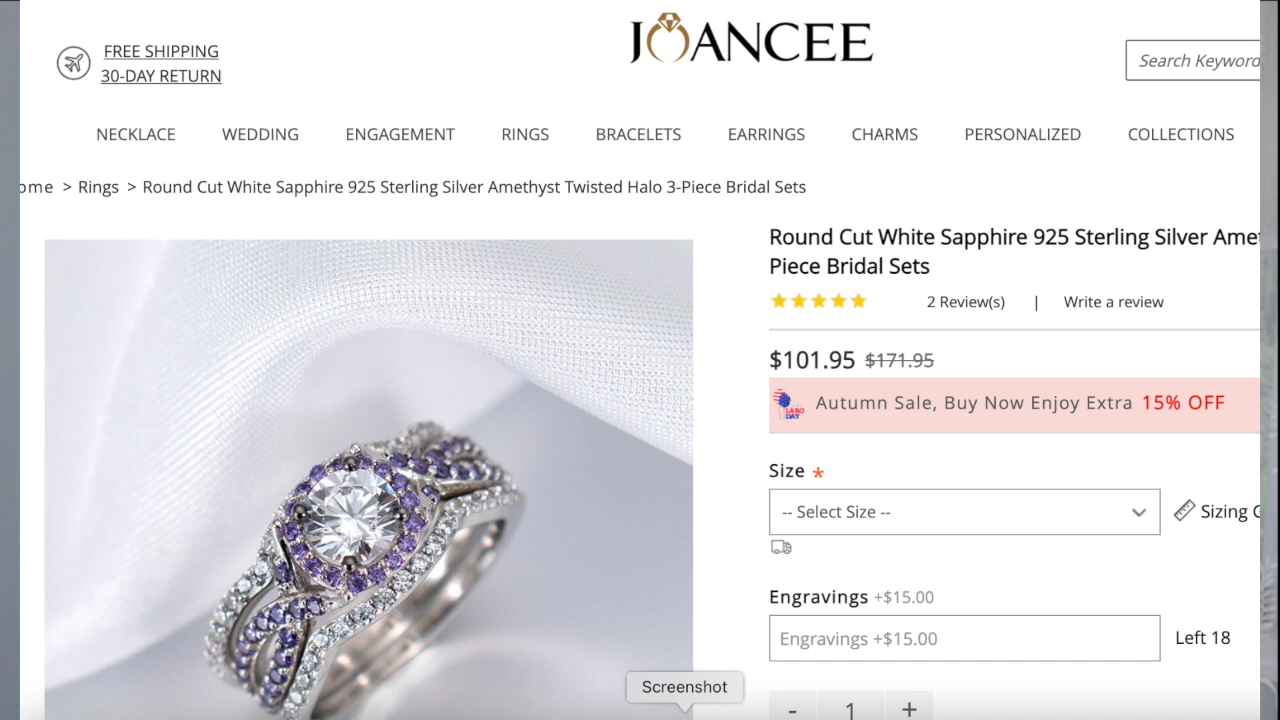 FREE SHIPPING
30-DAY RETURN
JOANCEE
Search Keyword
NECKLACE WEDDING ENGAGEMENT RINGS BRACELETS EARRINGS CHARMS PERSONALIZED COLLECTIONS
ome > Rings > Round Cut White Sapphire 925 Sterling Silver Amethyst Twisted Halo 3-Piece Bridal Sets
Round Cut White Sapphire 925 Sterling Silver Ame
Piece Bridal Sets
2 Review(s) | Write a review
$101.95 $171.95
Autumn Sale, Buy Now Enjoy Extra 15% OFF
Size *
-- Select Size --
Sizing
Engravings +$15.00
Engravings +$15.00
Left 18
Screenshot
- 1 +